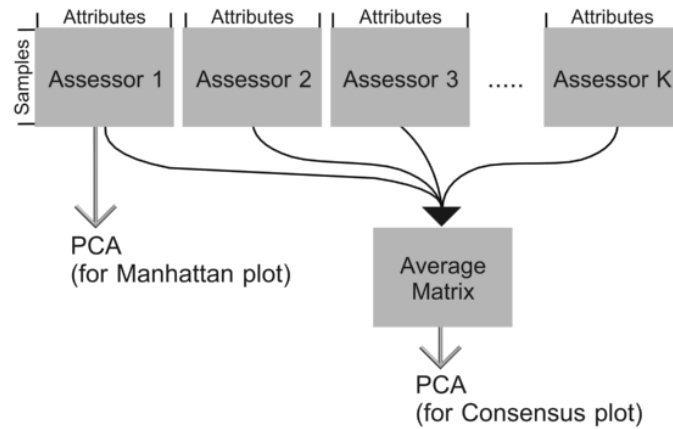 Attributes
Attributes
Attributes
Attributes
Samples
Assessor 1
Assessor 2
Assessor 3
.....
Assessor K
PCA
(for Manhattan plot)
Average
Matrix
PCA
(for Consensus plot)